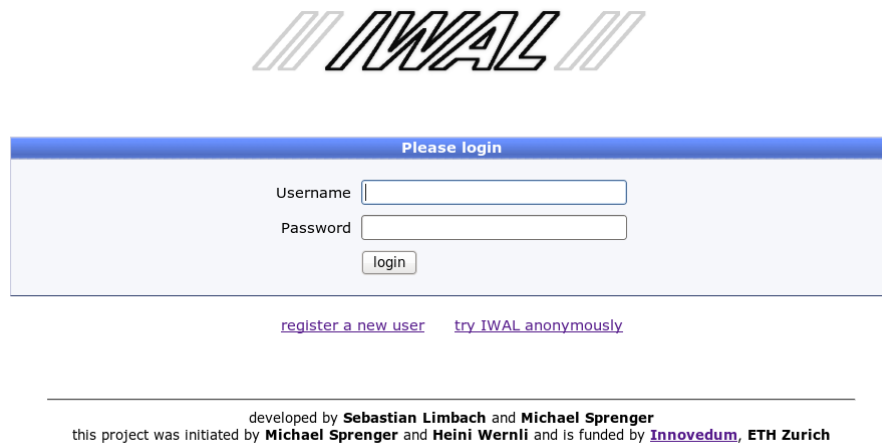 IWAL
Please login
Username
Password
login
register a new user try IWAL anonymously
developed by Sebastian Limbach and Michael Sprenger
this project was initiated by Michael Sprenger and Heini Wernli and is funded by Innovedum, ETH Zurich